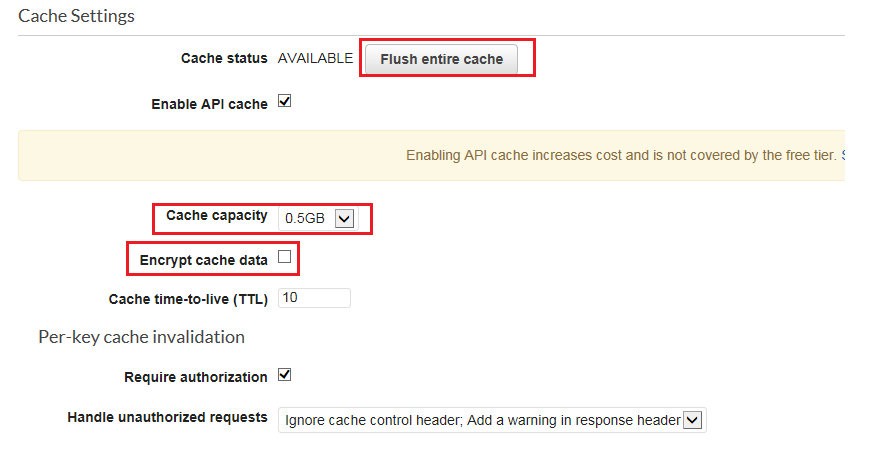 Cache Settings
Cache status AVAILABLE Flush entire cache
Enable API cache
Enabling API cache increases cost and is not covered by the free tier.
Cache capacity 0.5GB
Encrypt cache data
Cache time-to-live (TTL) 10
Per-key cache invalidation
Require authorization
Handle unauthorized requests Ignore cache control header; Add a warning in response header